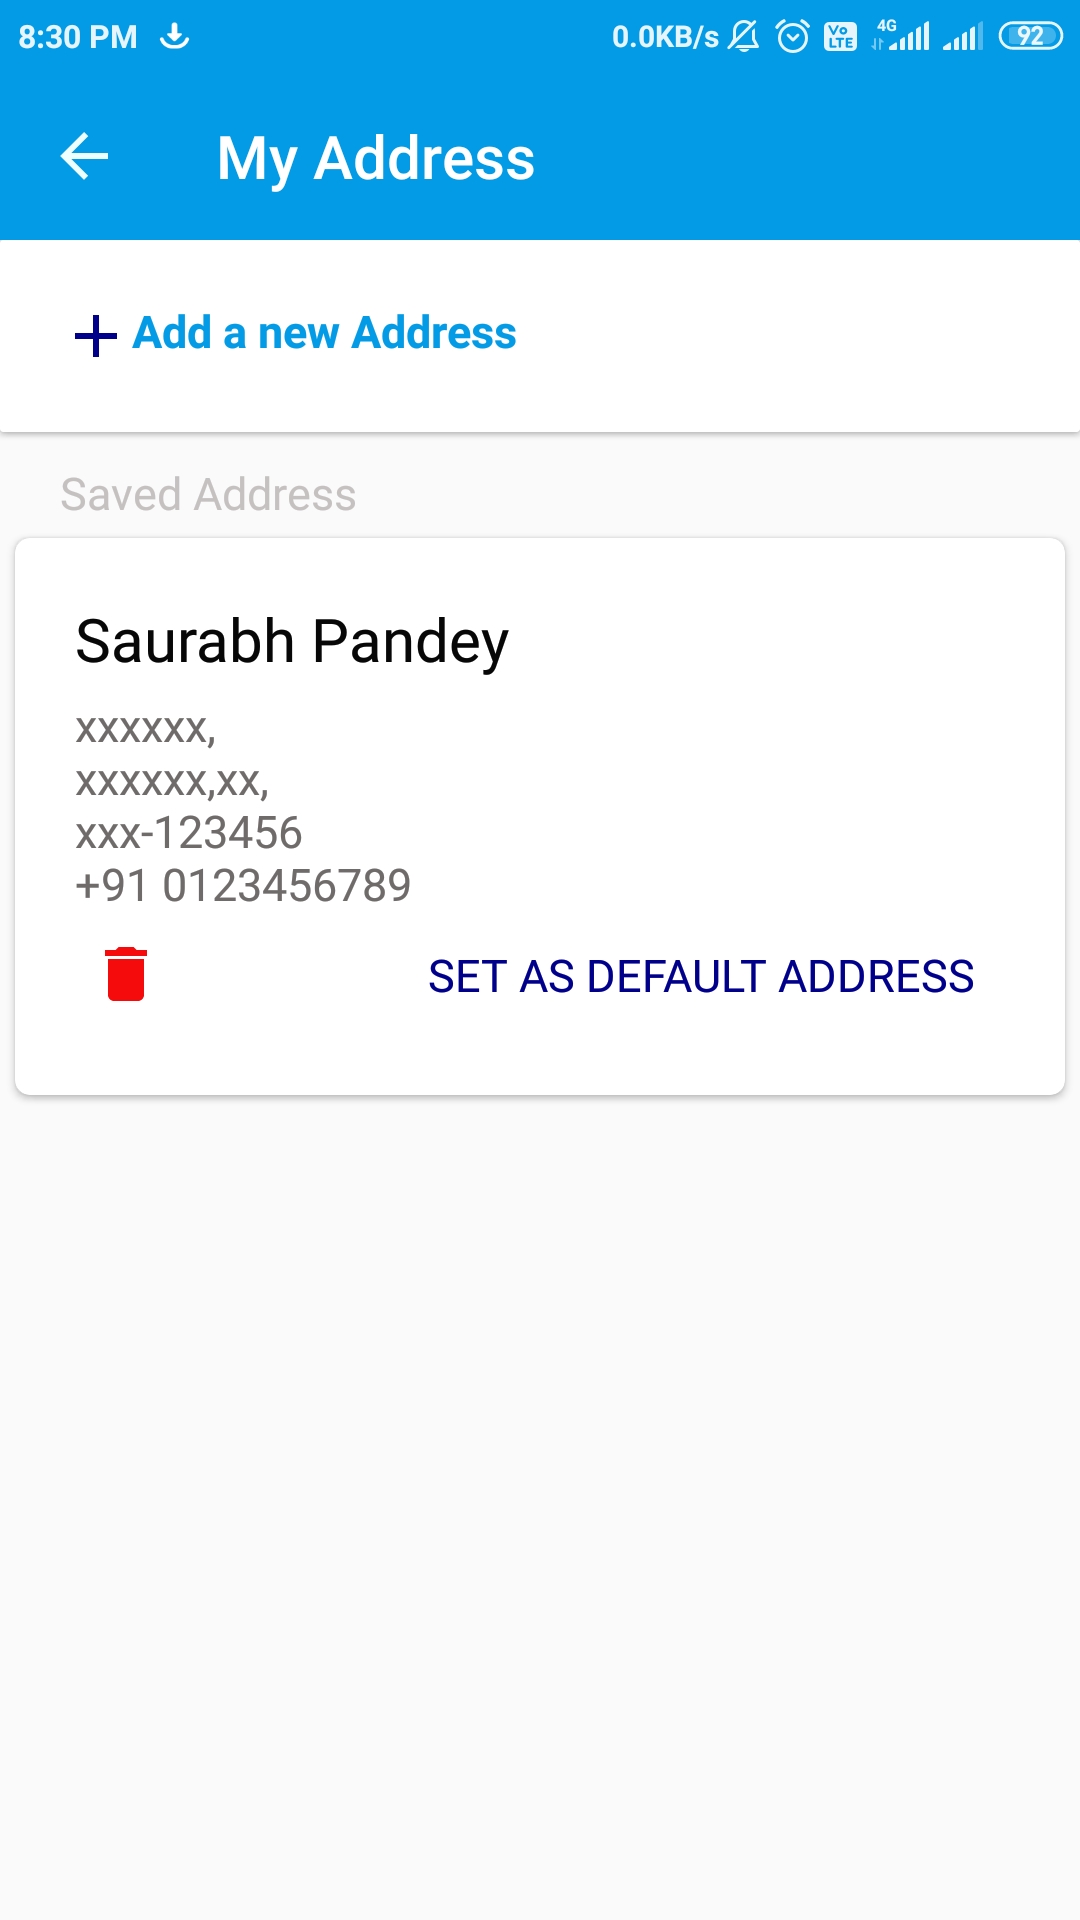 8:30 PM 0.0KB/s Vo LTE 4G 92
My Address
Add a new Address
Saved Address
Saurabh Pandey
xxxxxx,
xxxxxx,xx,
xxx-123456
+91 0123456789
SET AS DEFAULT ADDRESS